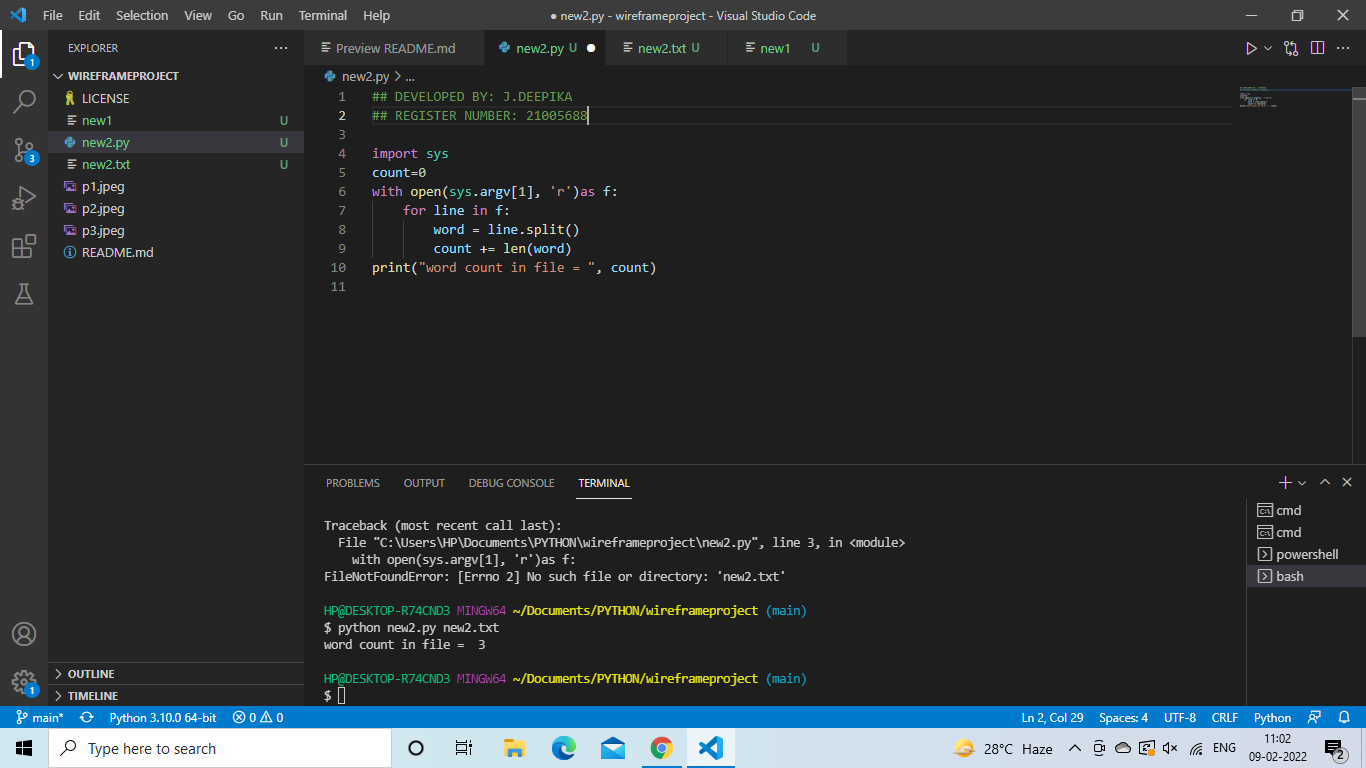 File Edit Selection View Go Run Terminal Help
● new2.py - wireframeproject - Visual Studio Code
EXPLORER
WIREFRAMEPROJECT
LICENSE
new1 U
new2.py U
new2.txt U
p1.jpeg
p2.jpeg
p3.jpeg
README.md
OUTLINE
TIMELINE
1
3
1
Preview README.md new2.py U ● new2.txt U new1 U
new2.py > ...
1 ## DEVELOPED BY: J.DEEPIKA
2 ## REGISTER NUMBER: 21005688
3
4 import sys
5 count=0
6 with open(sys.argv[1], 'r')as f:
7 for line in f:
8 word = line.split()
9 count += len(word)
10 print("word count in file = ", count)
11
PROBLEMS OUTPUT DEBUG CONSOLE TERMINAL
Traceback (most recent call last):
File "C:\Users\HP\Documents\PYTHON\wireframeproject\new2.py", line 3, in <module>
with open(sys.argv[1], 'r')as f:
FileNotFoundError: [Errno 2] No such file or directory: 'new2.txt'
HP@DESKTOP-R74CND3 MINGW64 ~/Documents/PYTHON/wireframeproject (main)
$ python new2.py new2.txt
word count in file =  3
HP@DESKTOP-R74CND3 MINGW64 ~/Documents/PYTHON/wireframeproject (main)
$
cmd
cmd
powershell
bash
main* Python 3.10.0 64-bit 0 0 Ln 2, Col 29 Spaces: 4 UTF-8 CRLF Python
Type here to search 28°C Haze ENG 11:02
09-02-2022
2